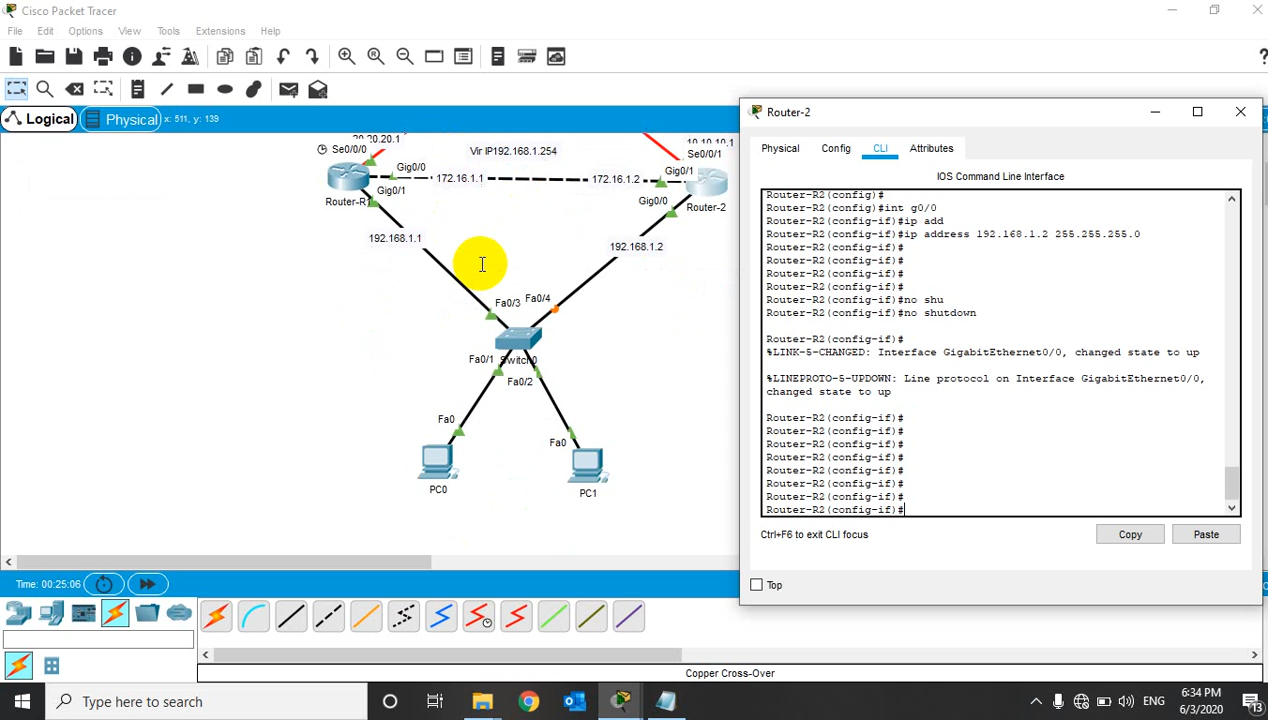 Cisco Packet Tracer
File Edit Options View Tools Extensions Help
Logical
Physical
x: 511, y: 139
20.20.20.1
Se0/0/0
Gig0/0
Router-R1
Gig0/1
172.16.1.1
Vir IP192.168.1.254
172.16.1.2
10.10.10.1
Se0/0/1
Gig0/1
Gig0/0
Router-2
192.168.1.1
192.168.1.2
Fa0/3
Fa0/4
Fa0/1
Switch0
Fa0/2
Fa0
Fa0
PC0
PC1
Router-2
Physical Config CLI Attributes
IOS Command Line Interface
Router-R2(config)#
Router-R2(config)#int g0/0
Router-R2(config-if)#ip add
Router-R2(config-if)#ip address 192.168.1.2 255.255.255.0
Router-R2(config-if)#
Router-R2(config-if)#
Router-R2(config-if)#
Router-R2(config-if)#
Router-R2(config-if)#no shu
Router-R2(config-if)#no shutdown
Router-R2(config-if)#
%LINK-5-CHANGED: Interface GigabitEthernet0/0, changed state to up
%LINEPROTO-5-UPDOWN: Line protocol on Interface GigabitEthernet0/0,
changed state to up
Router-R2(config-if)#
Router-R2(config-if)#
Router-R2(config-if)#
Router-R2(config-if)#
Router-R2(config-if)#
Router-R2(config-if)#
Router-R2(config-if)#
Router-R2(config-if)#
Ctrl+F6 to exit CLI focus
Copy
Paste
Top
Time: 00:25:06
Copper Cross-Over
Type here to search
ENG
6:34 PM
6/3/2020
13